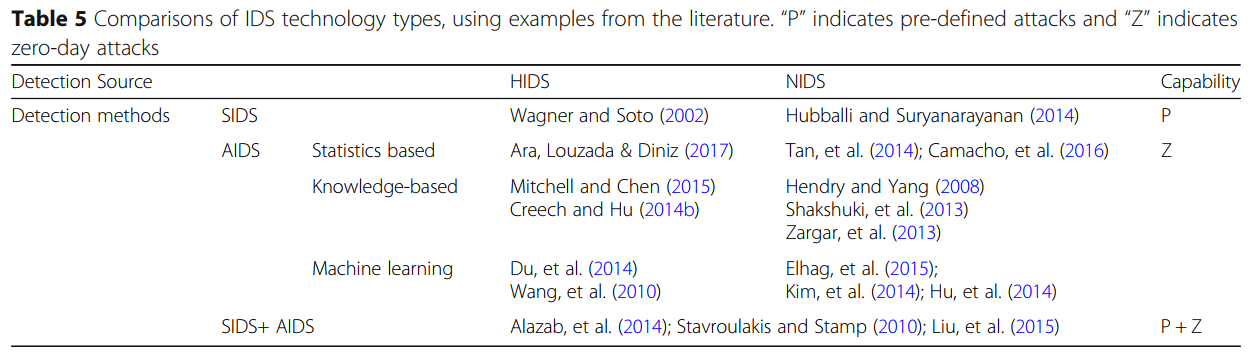 Table 5 Comparisons of IDS technology types, using examples from the literature. “P” indicates pre-defined attacks and “Z” indicates
zero-day attacks
Detection Source HIDS NIDS Capability
Detection methods SIDS Wagner and Soto (2002) Hubballi and Suryanarayanan (2014) P
AIDS Statistics based Ara, Louzada & Diniz (2017) Tan, et al. (2014); Camacho, et al. (2016) Z
Knowledge-based Mitchell and Chen (2015) Hendry and Yang (2008)
Creech and Hu (2014b) Shakshuki, et al. (2013)
Zargar, et al. (2013)
Machine learning Du, et al. (2014) Elhag, et al. (2015);
Wang, et al. (2010) Kim, et al. (2014); Hu, et al. (2014)
SIDS+ AIDS Alazab, et al. (2014); Stavroulakis and Stamp (2010); Liu, et al. (2015) P + Z